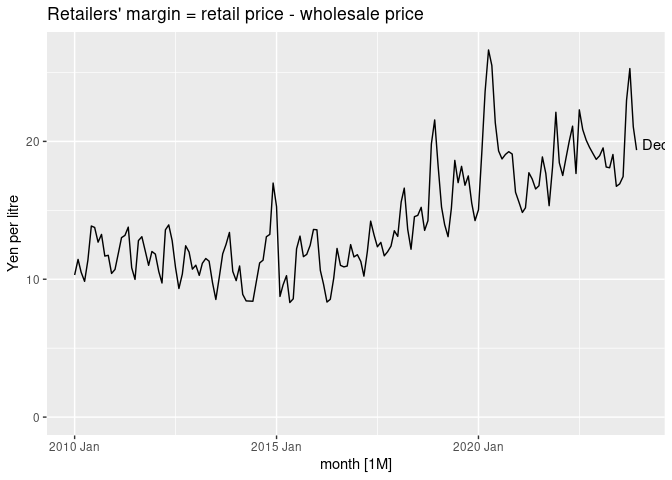 Retailers' margin = retail price - wholesale price
Yen per litre
20
10
0
Dec
2010 Jan
2015 Jan
2020 Jan
month [1M]